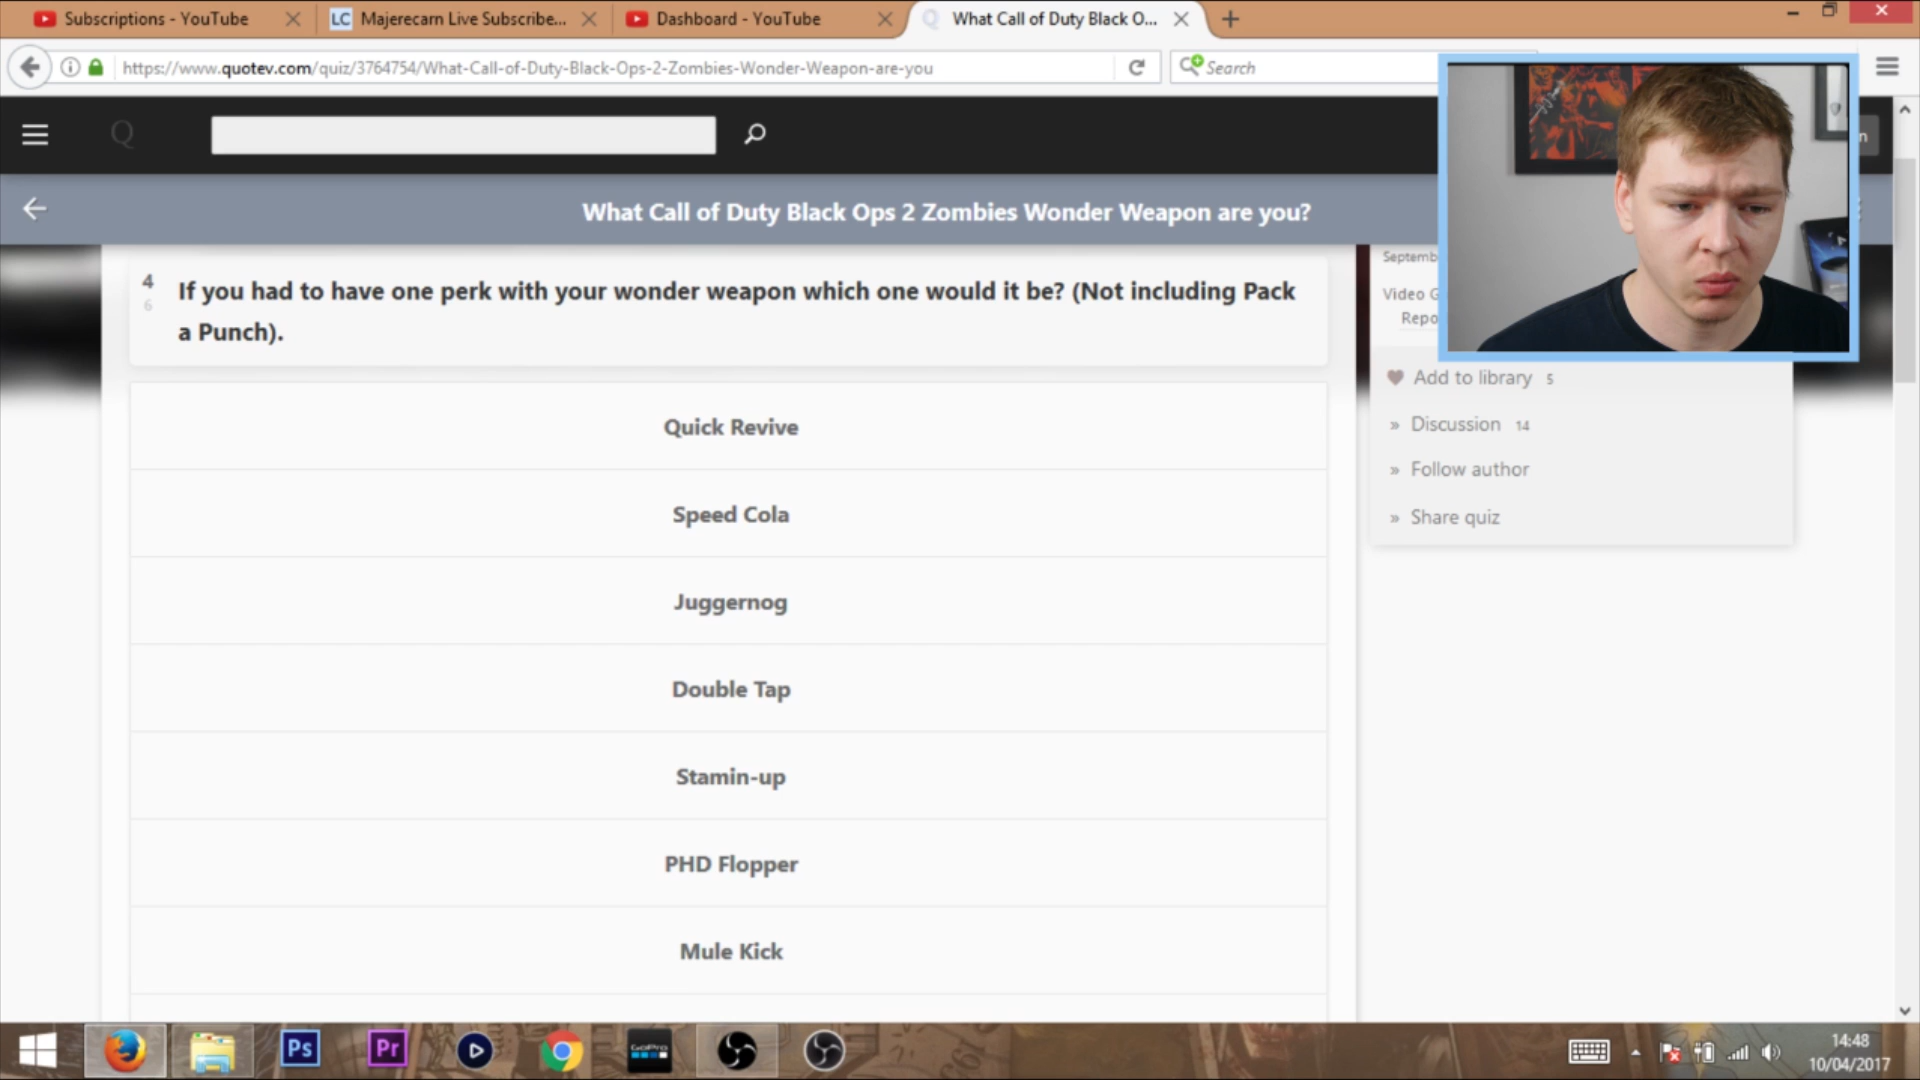 Subscriptions - YouTube
LC Majerecarn Live Subscribe...
Dashboard - YouTube
What Call of Duty Black O...
https://www.quotev.com/quiz/3764754/What-Call-of-Duty-Black-Ops-2-Zombies-Wonder-Weapon-are-you
Search
Q
What Call of Duty Black Ops 2 Zombies Wonder Weapon are you?
4
6
If you had to have one perk with your wonder weapon which one would it be? (Not including Pack
a Punch).
Quick Revive
Speed Cola
Juggernog
Double Tap
Stamin-up
PHD Flopper
Mule Kick
Septemb
Video G
Repo
Add to library 5
» Discussion 14
» Follow author
» Share quiz
Ps
Pr
GoPro
14:48
10/04/2017